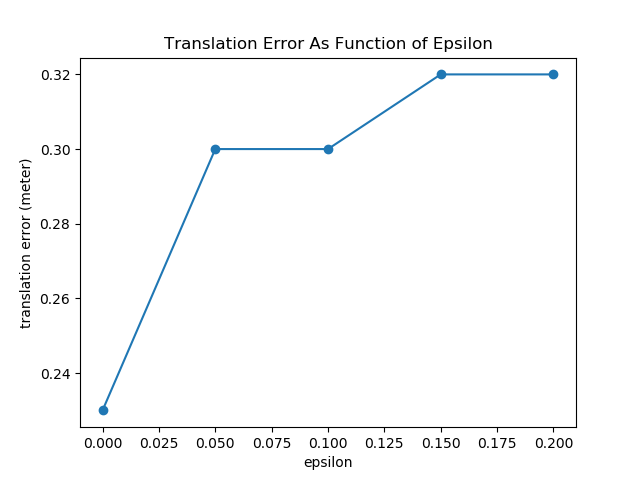 Translation Error As Function of Epsilon
0.32
0.30
0.28
0.26
0.24
translation error (meter)
0.000 0.025 0.050 0.075 0.100 0.125 0.150 0.175 0.200
epsilon